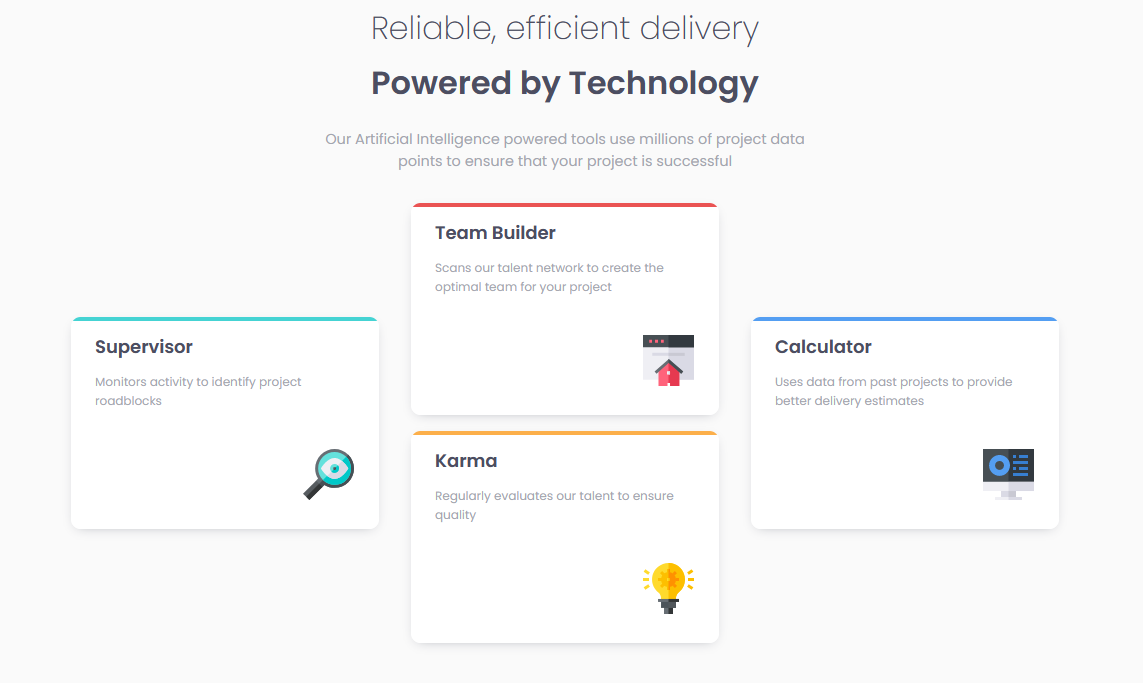 Reliable, efficient delivery
Powered by Technology
Our Artificial Intelligence powered tools use millions of project data
points to ensure that your project is successful
Supervisor
Monitors activity to identify project
roadblocks
Team Builder
Scans our talent network to create the
optimal team for your project
Karma
Regularly evaluates our talent to ensure
quality
Calculator
Uses data from past projects to provide
better delivery estimates